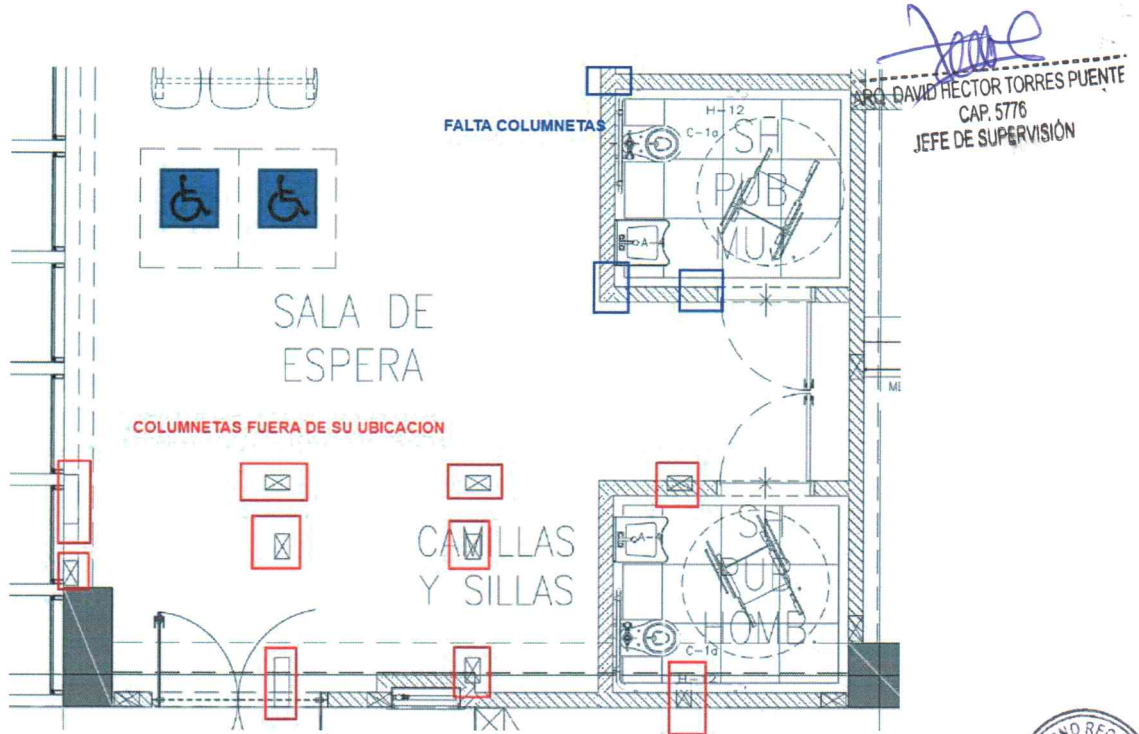 ARQ. DAVID HECTOR TORRES PUENTE
CAP. 5776
JEFE DE SUPERVISIÓN
FALTA COLUMNETAS
H-12
C-1a
SH
PUB
MUJ.
A
SALA DE
ESPERA
COLUMNETAS FUERA DE SU UBICACION
CAMILLAS
Y SILLAS
A
SH
PUB
HOMB.
C-1a
H-12